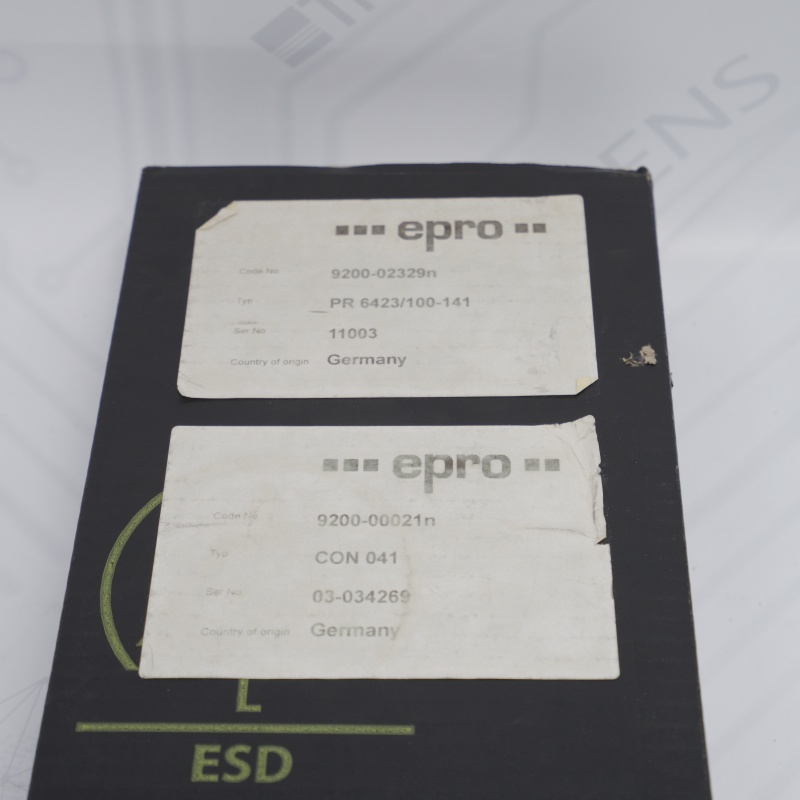 ENS
epro
Code No 9200-02329n
Typ PR 6423/100-141
Ser No 11003
Country of origin Germany
epro
Code No 9200-00021n
Typ CON 041
Ser No 03-034269
Country of origin Germany
L
ESD